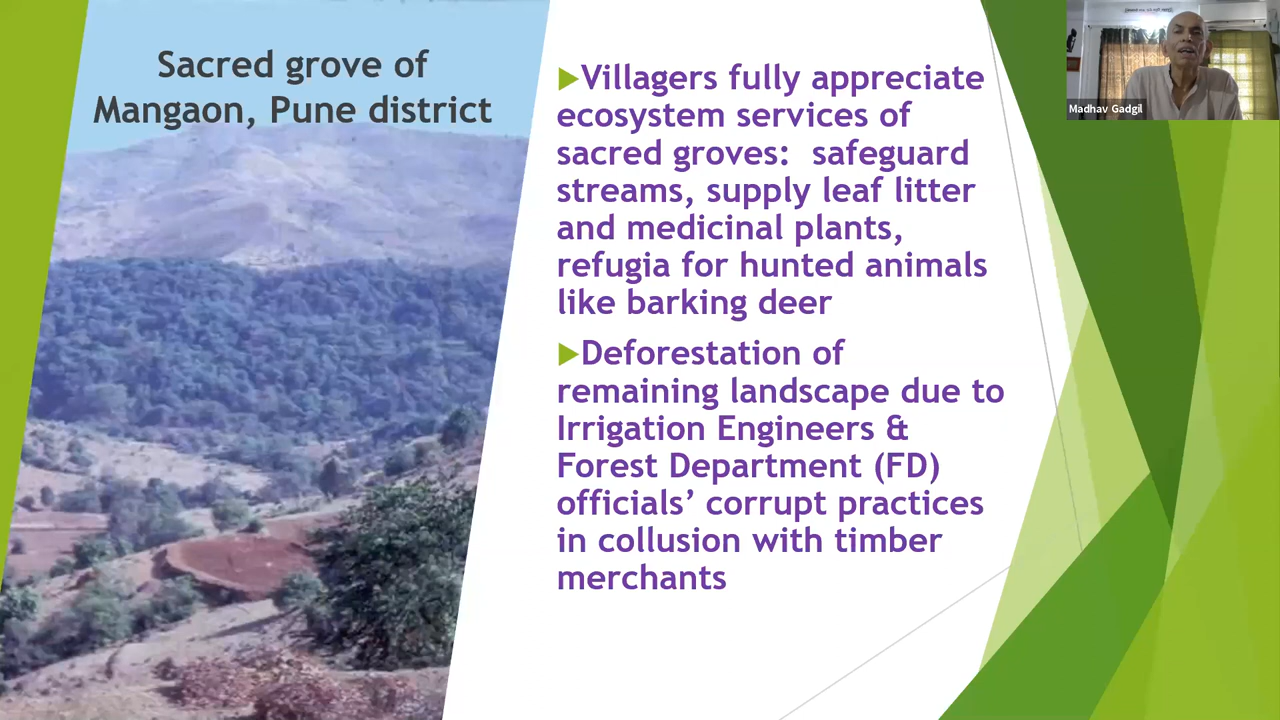 Sacred grove of
Mangaon, Pune district
Villagers fully appreciate
ecosystem services of
sacred groves:  safeguard
streams, supply leaf litter
and medicinal plants,
refugia for hunted animals
like barking deer
Deforestation of
remaining landscape due to
Irrigation Engineers &
Forest Department (FD)
officials’ corrupt practices
in collusion with timber
merchants
Madhav Gadgil